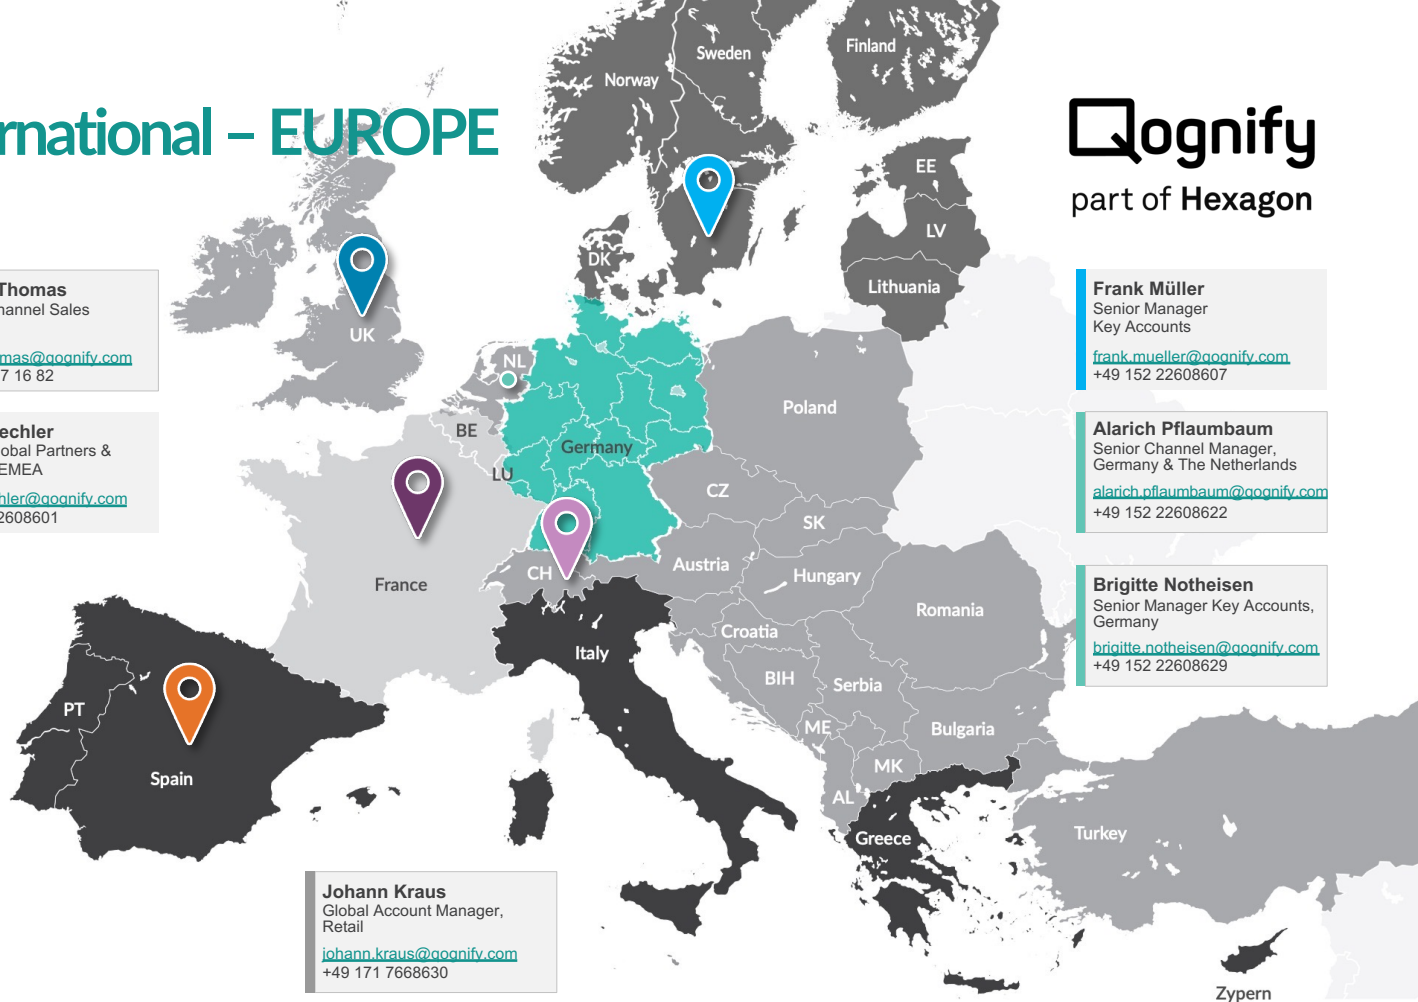 rnational – EUROPE
Qognify
part of Hexagon
Thomas
hannel Sales
mas@qognify.com
7 16 82
echler
obal Partners &
EMEA
hler@qognify.com
2608601
Frank Müller
Senior Manager
Key Accounts
frank.mueller@qognify.com
+49 152 22608607
Alarich Pflaumbaum
Senior Channel Manager,
Germany & The Netherlands
alarich.pflaumbaum@qognify.com
+49 152 22608622
Brigitte Notheisen
Senior Manager Key Accounts,
Germany
brigitte.notheisen@qognify.com
+49 152 22608629
Johann Kraus
Global Account Manager,
Retail
johann.kraus@qognify.com
+49 171 7668630
Norway
Sweden
Finland
EE
LV
Lithuania
DK
UK
NL
BE
LU
Germany
Poland
CZ
SK
France
CH
Austria
Hungary
Romania
Croatia
Italy
BIH
Serbia
PT
Spain
ME
Bulgaria
MK
AL
Greece
Turkey
Zypern